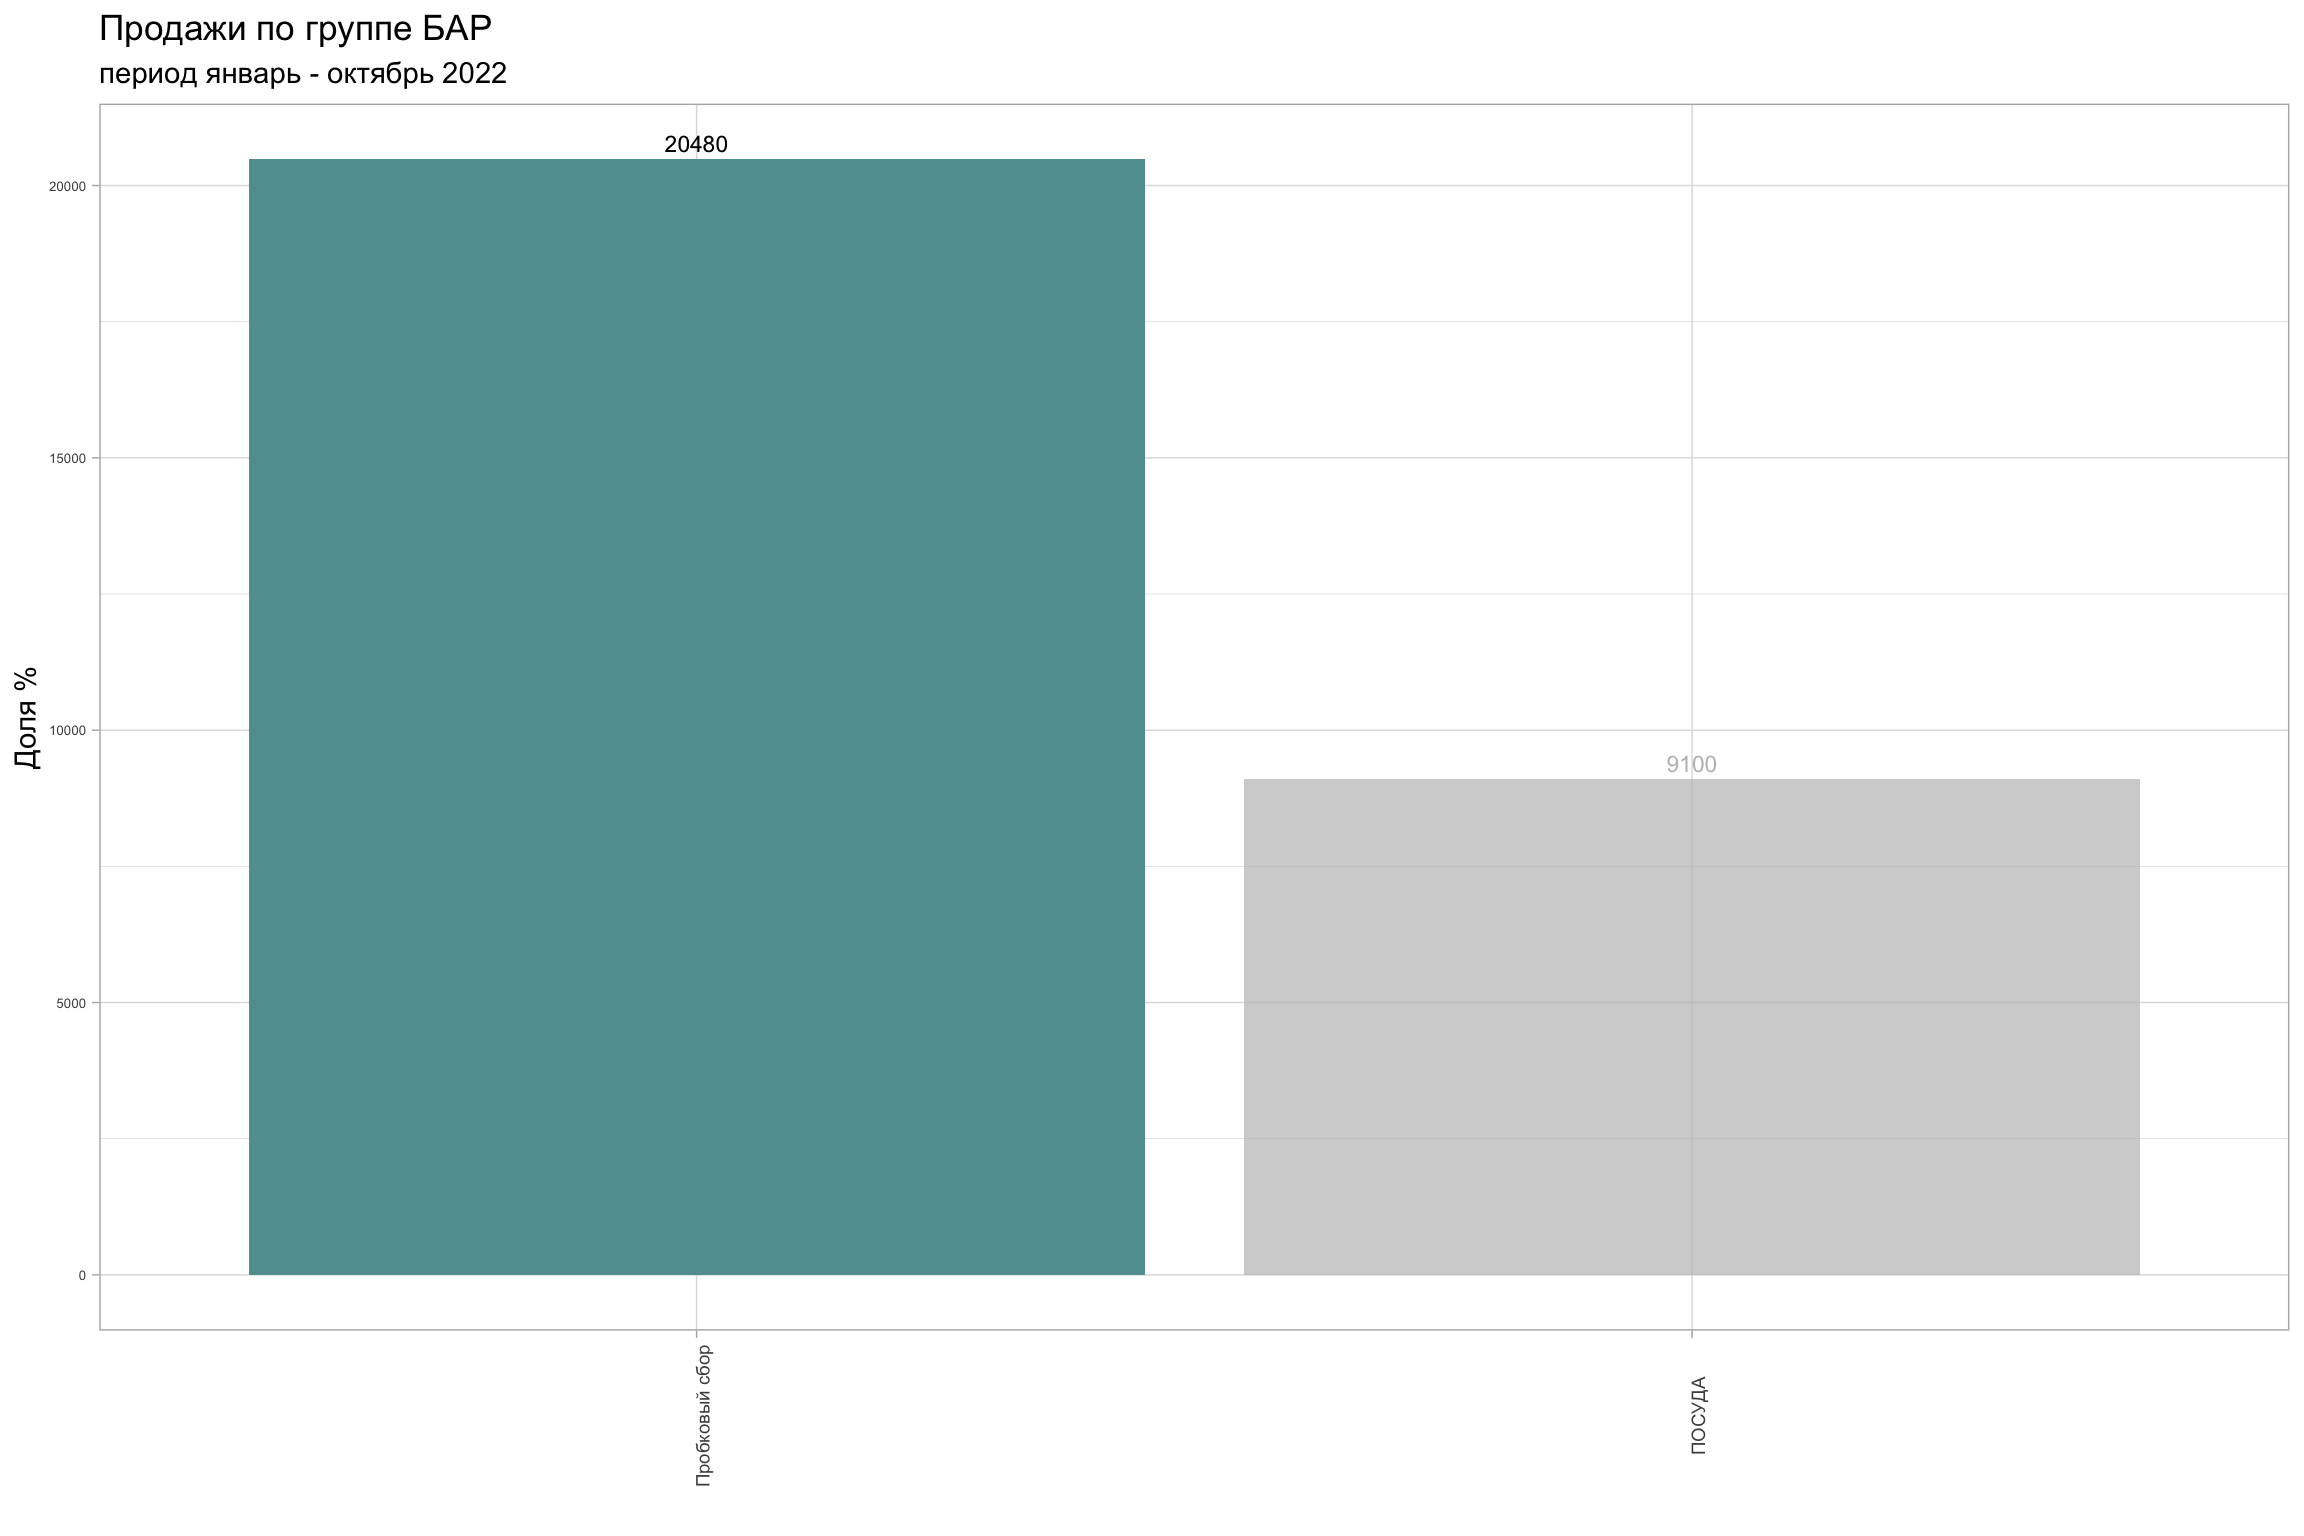 Продажи по группе БАР
период январь - октябрь 2022
Доля %
20000
15000
10000
5000
0
20480
9100
Пробковый сбор
ПОСУДА